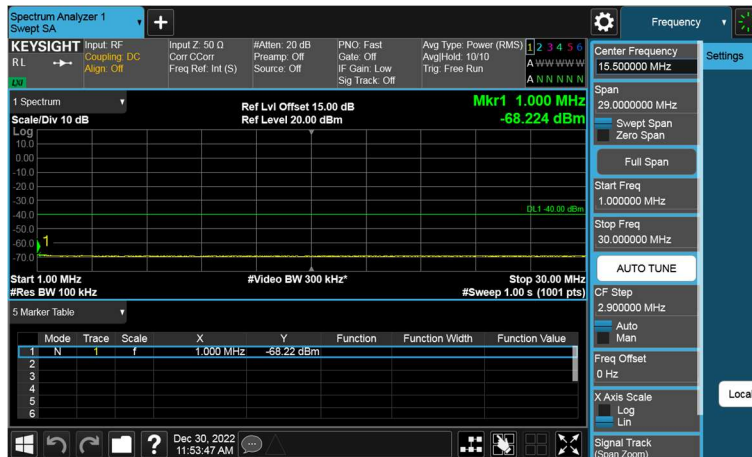 Spectrum Analyzer 1
Swept SA
+
Frequency
KEYSIGHT
RL
LXI
Input: RF
Coupling: DC
Align: Off
Input Z: 50 Ω
Corr CCorr
Freq Ref: Int (S)
#Atten: 20 dB
Preamp: Off
Source: Off
PNO: Fast
Gate: Off
IF Gain: Low
Sig Track: Off
Avg Type: Power (RMS)
Avg|Hold: 10/10
Trig: Free Run
1 2 3 4 5 6
A W W W W W
A N N N N N
1 Spectrum
Scale/Div 10 dB
Ref Lvl Offset 15.00 dB
Ref Level 20.00 dBm
Mkr1 1.000 MHz
-68.224 dBm
Log
10.0
0.00
-10.0
-20.0
-30.0
-40.0
DL1 -40.00 dBm
-50.0
-60.0
1
-70.0
Start 1.00 MHz
#Res BW 100 kHz
#Video BW 300 kHz*
Stop 30.00 MHz
#Sweep 1.00 s (1001 pts)
5 Marker Table
Mode Trace Scale X Y Function Function Width Function Value
1 N 1 f 1.000 MHz -68.22 dBm
2
3
4
5
6
?
Dec 30, 2022
11:53:47 AM
Center Frequency
15.500000 MHz
Settings
Span
29.0000000 MHz
Swept Span
Zero Span
Full Span
Start Freq
1.000000 MHz
Stop Freq
30.000000 MHz
AUTO TUNE
CF Step
2.900000 MHz
Auto
Man
Freq Offset
0 Hz
X Axis Scale
Log
Lin
Local
Signal Track
(Span Zoom)